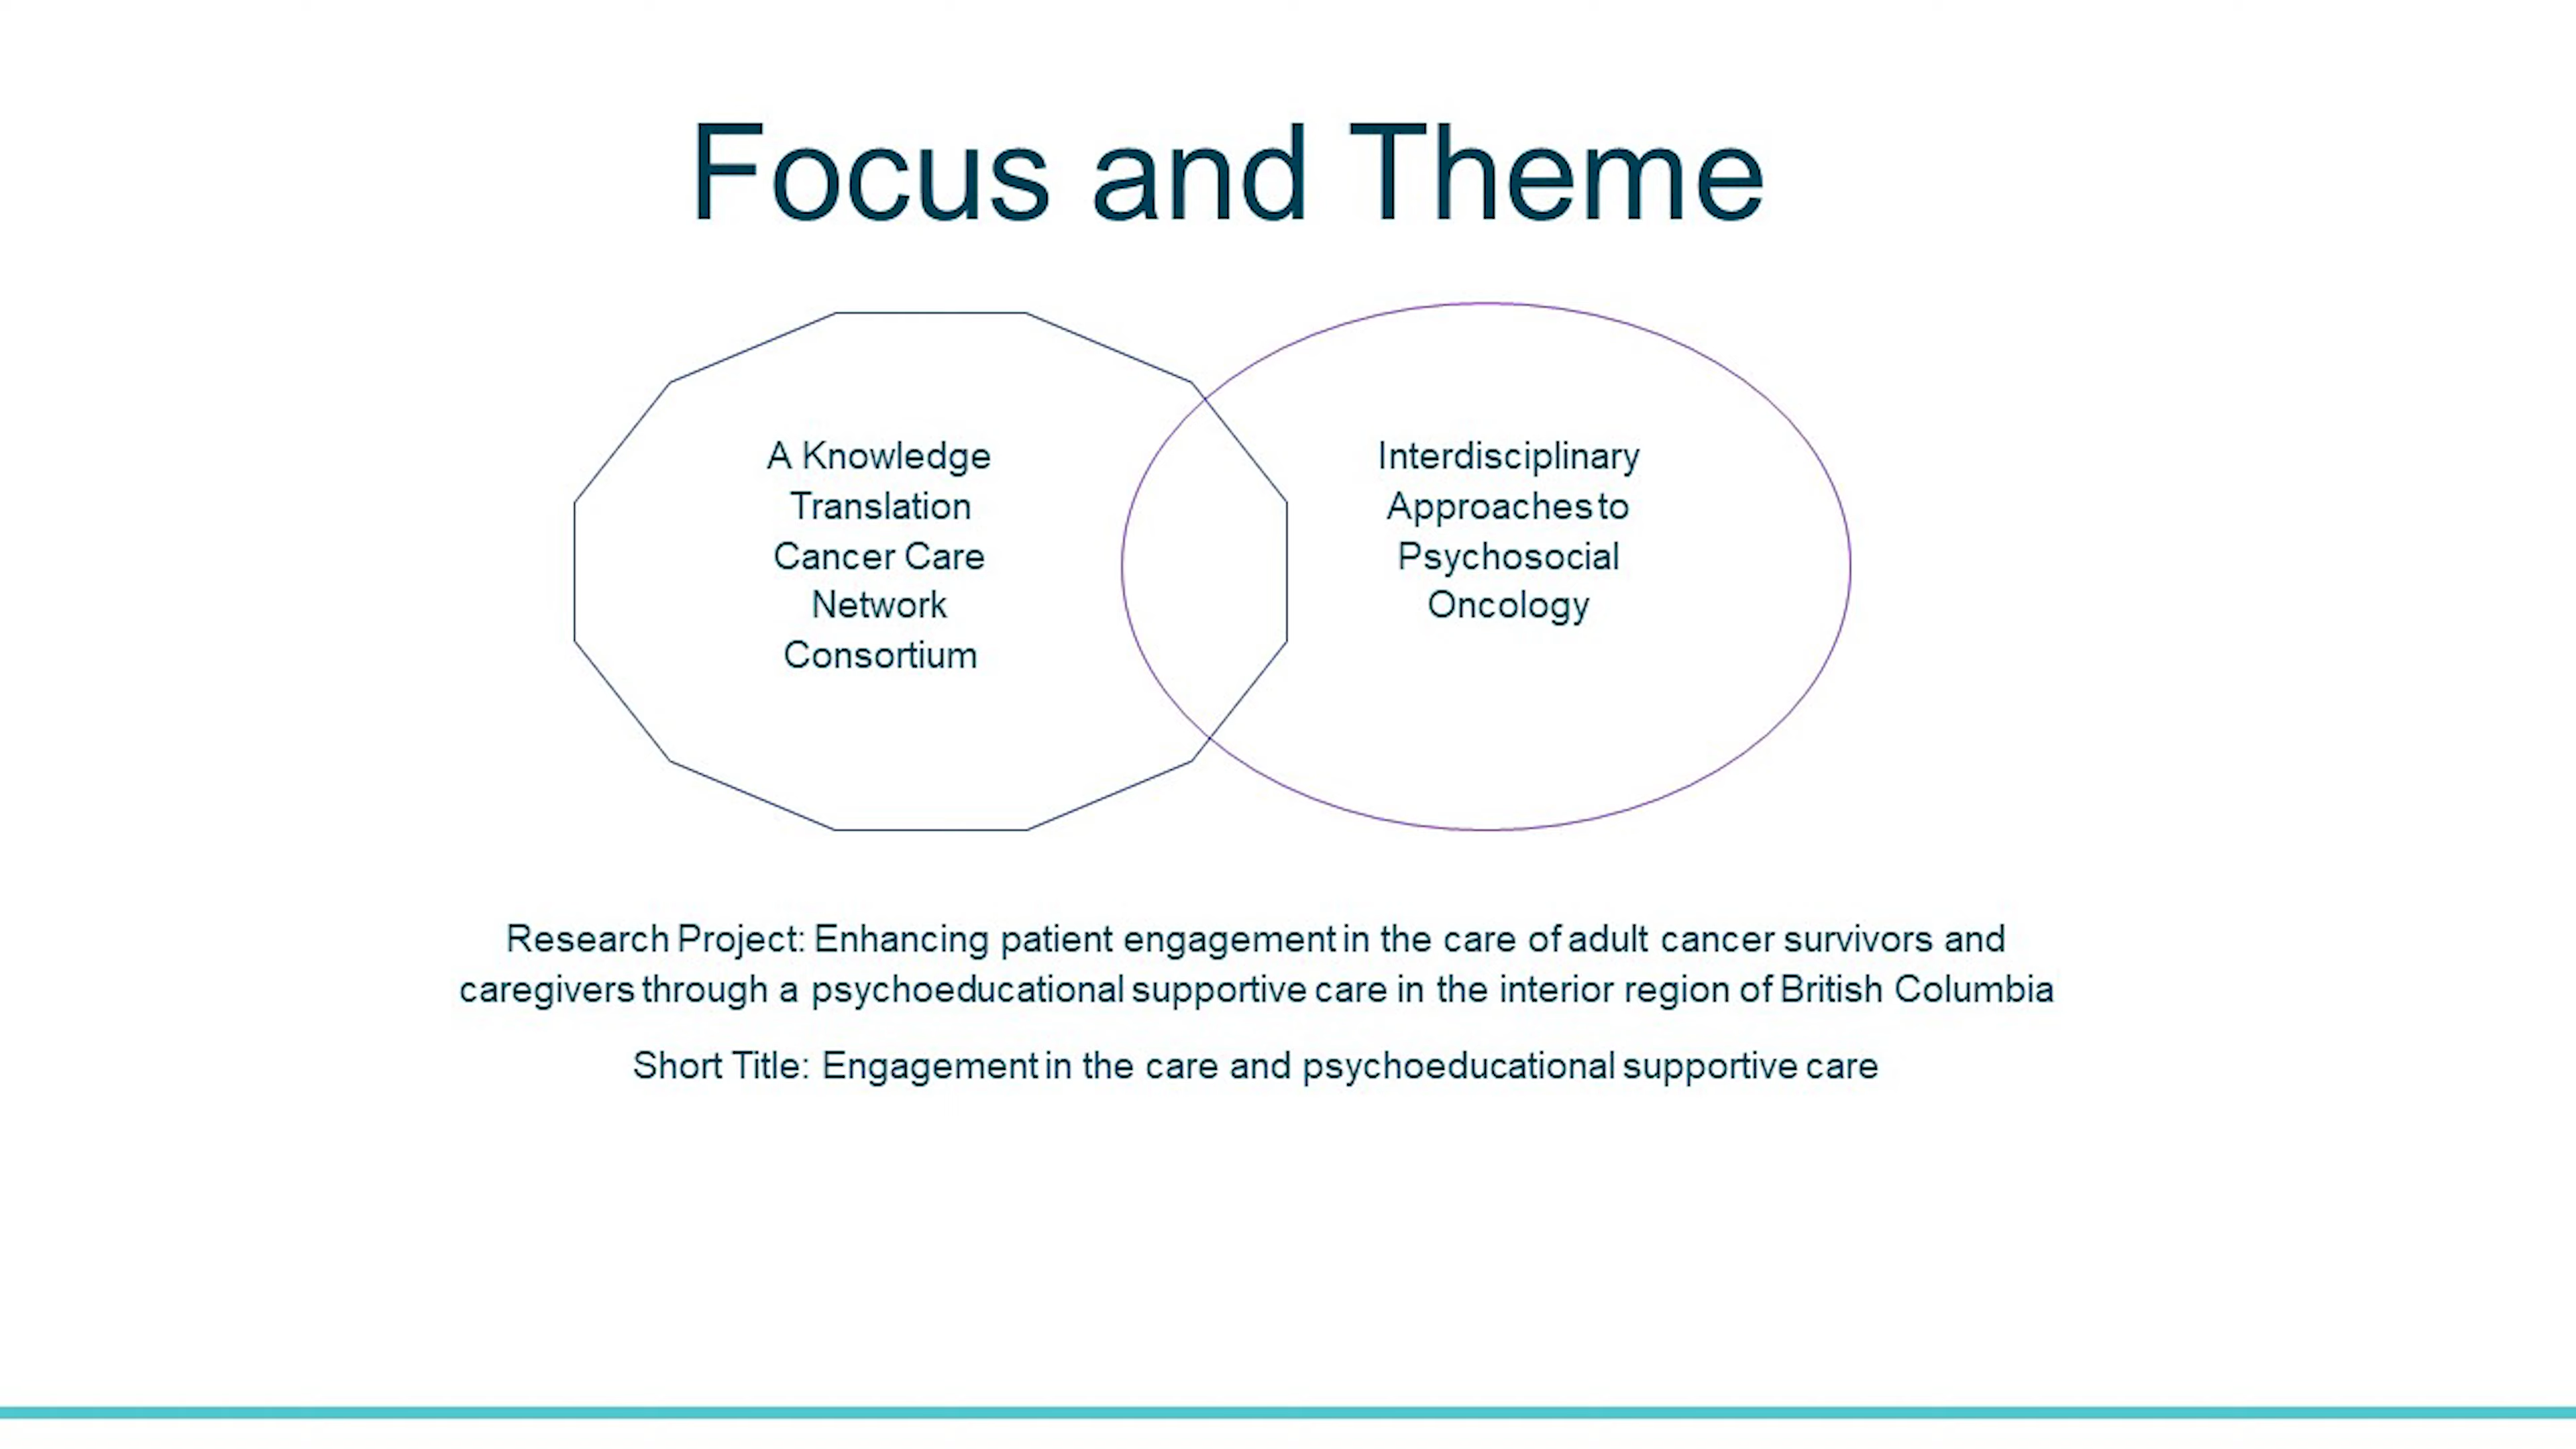 Focus and Theme
A Knowledge
Translation
Cancer Care
Network
Consortium
Interdisciplinary
Approaches to
Psychosocial
Oncology
Research Project: Enhancing patient engagement in the care of adult cancer survivors and
caregivers through a psychoeducational supportive care in the interior region of British Columbia
Short Title: Engagement in the care and psychoeducational supportive care